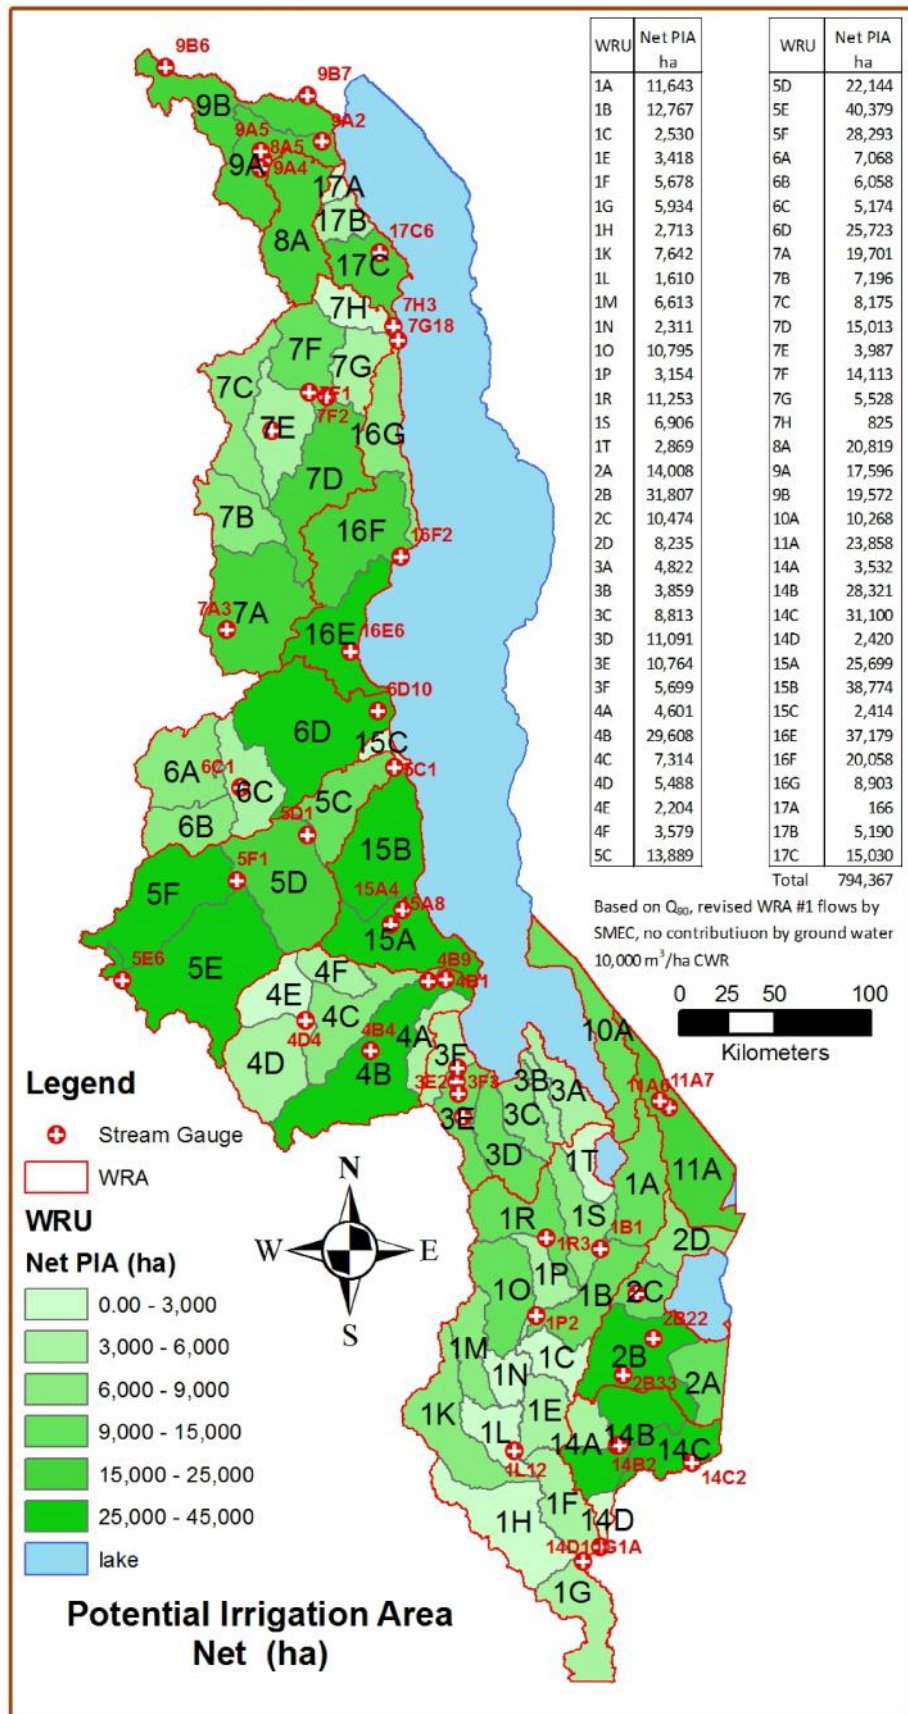 WRU Net PIA ha
1A 11,643
1B 12,767
1C 2,530
1E 3,418
1F 5,678
1G 5,934
1H 2,713
1K 7,642
1L 1,610
1M 6,613
1N 2,311
1O 10,795
1P 3,154
1R 11,253
1S 6,906
1T 2,869
2A 14,008
2B 31,807
2C 10,474
2D 8,235
3A 4,822
3B 3,859
3C 8,813
3D 11,091
3E 10,764
3F 5,699
4A 4,601
4B 29,608
4C 7,314
4D 5,488
4E 2,204
4F 3,579
5C 13,889
WRU Net PIA ha
5D 22,144
5E 40,379
5F 28,293
6A 7,068
6B 6,058
6C 5,174
6D 25,723
7A 19,701
7B 7,196
7C 8,175
7D 15,013
7E 3,987
7F 14,113
7G 5,528
7H 825
8A 20,819
9A 17,596
9B 19,572
10A 10,268
11A 23,858
14A 3,532
14B 28,321
14C 31,100
14D 2,420
15A 25,699
15B 38,774
15C 2,414
16E 37,179
16F 20,058
16G 8,903
17A 166
17B 5,190
17C 15,030
Total 794,367
Based on Q90, revised WRA #1 flows by
SMEC, no contributiuon by ground water
10,000 m³/ha CWR
0 25 50 100
Kilometers
9B6
9B7
9B
9A2
9A5
8A5
9A
9A4
17A
17B
8A
17C6
17C
7H
7H3
7G18
7F
7G
7C
7F1
7F2
7E
16G
7D
7B
16F
16F2
7A3
7A
16E
16E6
6D10
6D
15C
6A
6C1
6C
5C1
5C
6B
5D1
15B
5F1
5F
5D
15A4
15A8
15A
5E6
5E
4B9
4B1
4F
4E
4C
4D4
4A
4B4
4D
4B
10A
3F
3B
3A
3C
3E
3D
11A7
11A
1T
1A
1R
1S
1B1
1R3
2D
1P
1O
1B
2C
1P2
2B22
1M
1C
2B
1N
2B33
2A
1K
1E
1L
14A
14B
14C
14B2
1L12
14C2
1F
1H
14D
1G
Legend
Stream Gauge
WRA
WRU
Net PIA (ha)
0.00 - 3,000
3,000 - 6,000
6,000 - 9,000
9,000 - 15,000
15,000 - 25,000
25,000 - 45,000
lake
N
W
E
S
Potential Irrigation Area
Net (ha)